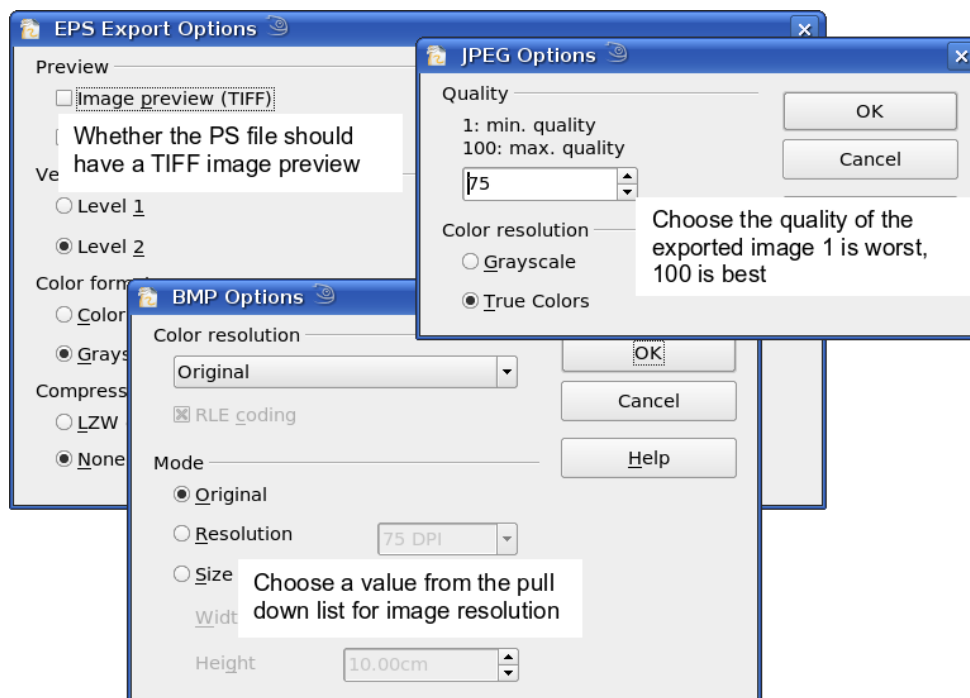 EPS Export Options
Preview
Image preview (TIFF)
Whether the PS file should
have a TIFF image preview
Level 1
Level 2
Color
LZW
None
JPEG Options
Quality
1: min. quality
100: max. quality
75
Color resolution
Grayscale
True Colors
OK
Cancel
Choose the quality of the
exported image 1 is worst,
100 is best
BMP Options
Color resolution
Original
RLE coding
Mode
Original
Resolution
75 DPI
Size
Choose a value from the pull
down list for image resolution
Height
10.00cm
OK
Cancel
Help